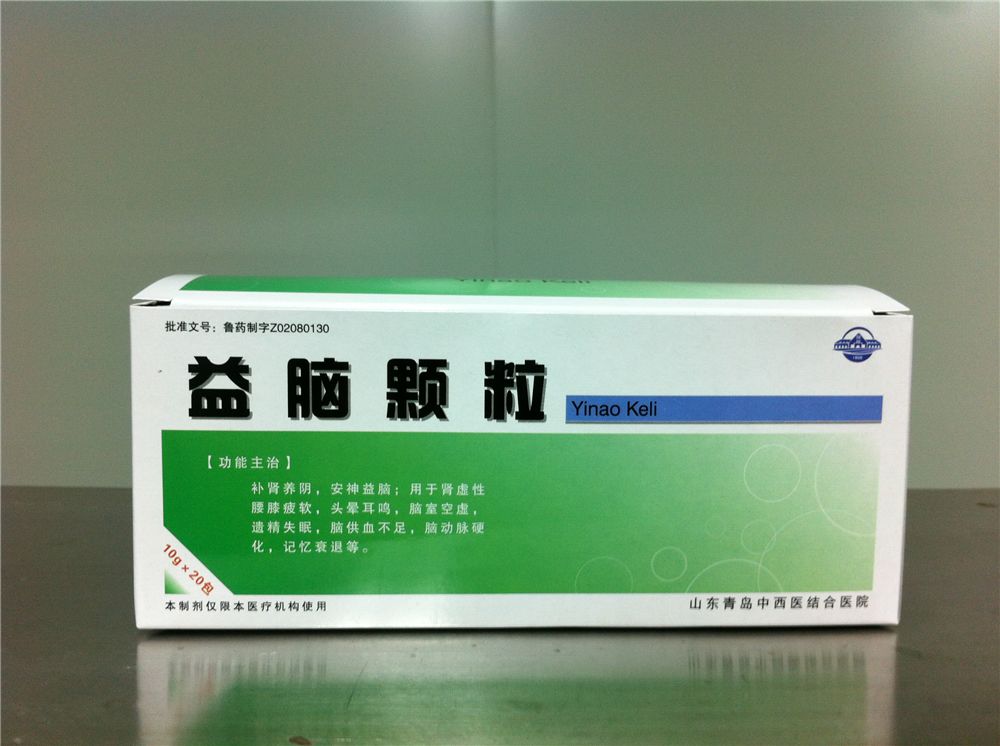 Yinao Keli
批准文号：鲁药制字Z02080130
益脑颗粒
Yinao Keli
【功能主治】
补肾养阴，安神益脑；用于肾虚性
腰膝疲软，头晕耳鸣，脑室空虚，
遗精失眠，脑供血不足，脑动脉硬
化，记忆衰退等。
10g×20包
本制剂仅限本医疗机构使用
山东青岛中西医结合医院